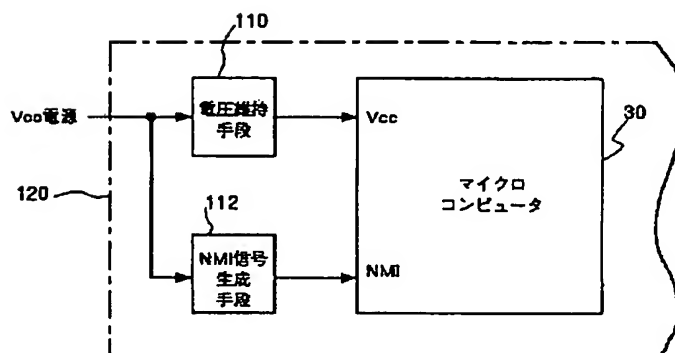 110
Vcc電源
電圧維持
手段
Vcc
30
マイクロ
コンピュータ
120
112
NMI信号
生成
手段
NMI